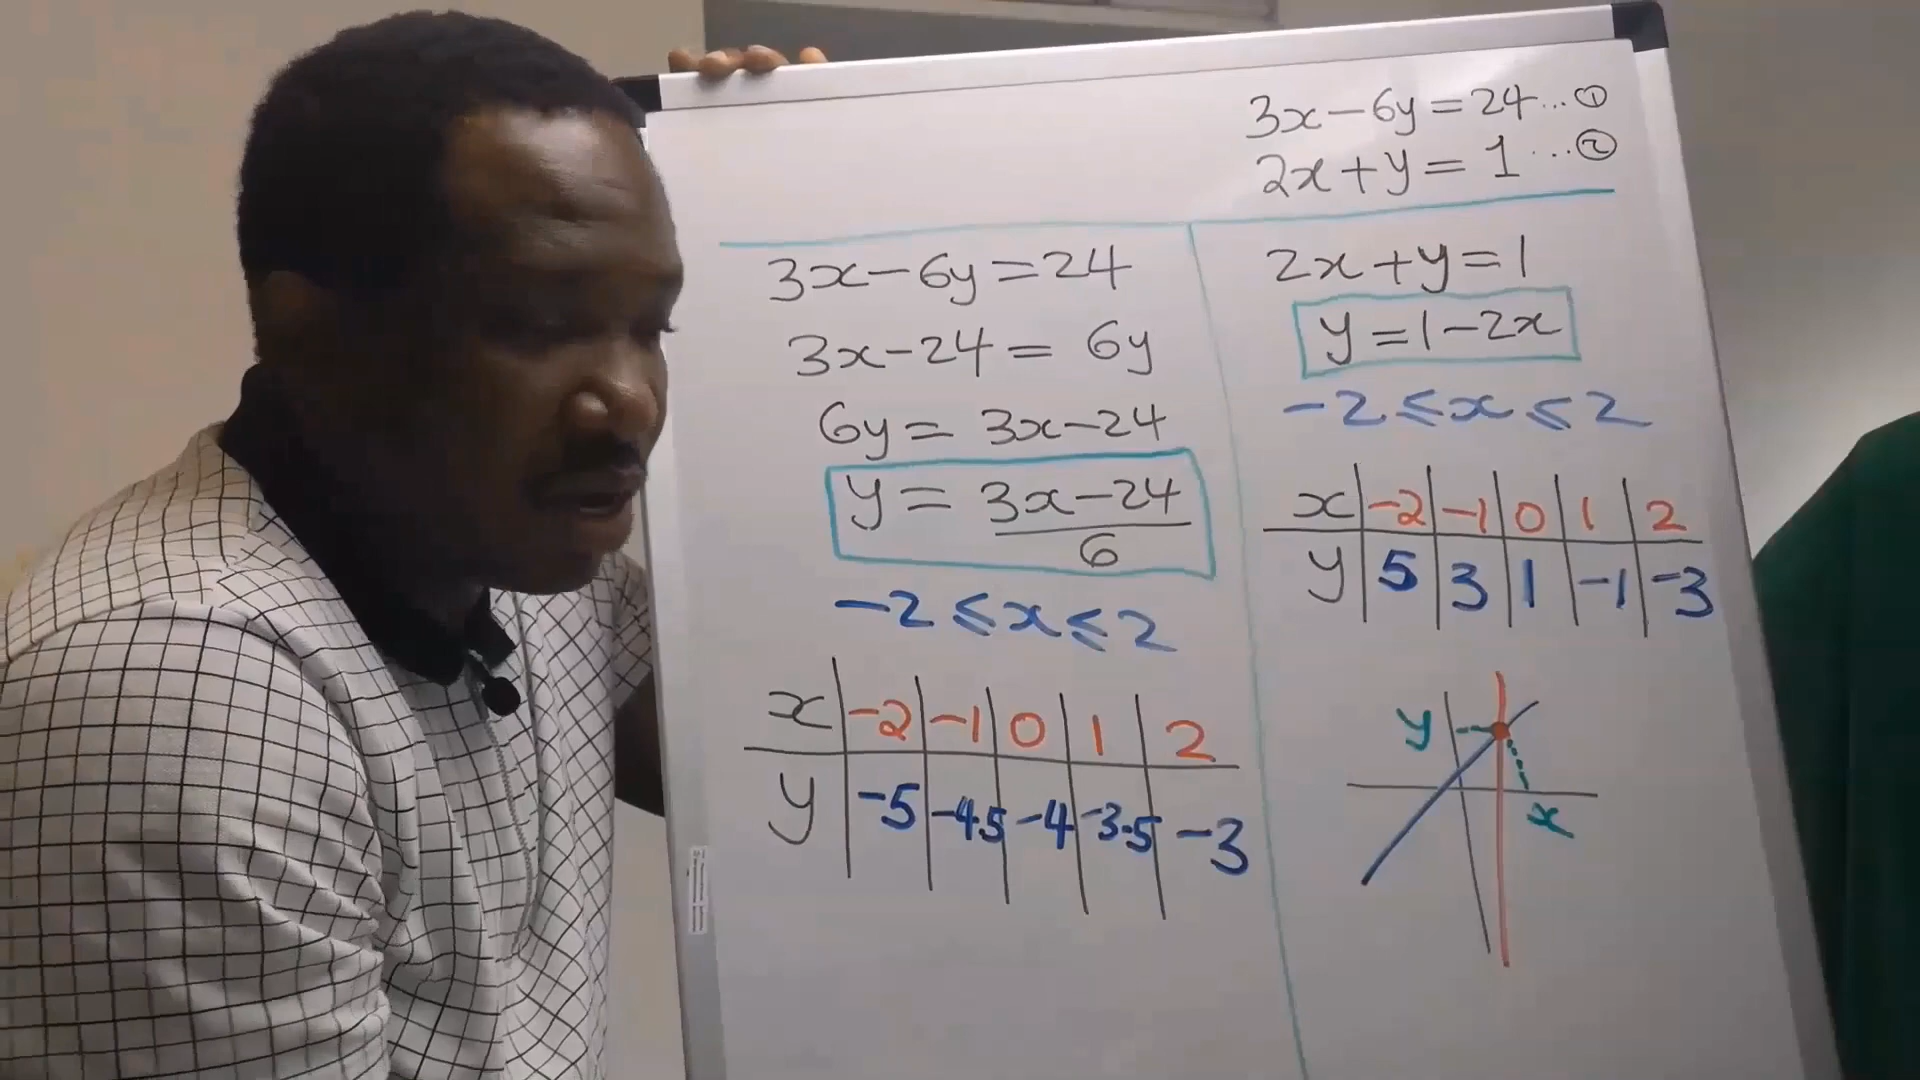 3x-6y=24...①
2x+y=1...②
3x-6y=24
3x-24=6y
6y=3x-24
y=3x-24
6
-2≤x≤2
x -2 -1 0 1 2
y -5 -4.5 -4 -3.5 -3
2x+y=1
y=1-2x
-2≤x≤2
x -2 -1 0 1 2
y 5 3 1 -1 -3
y
x